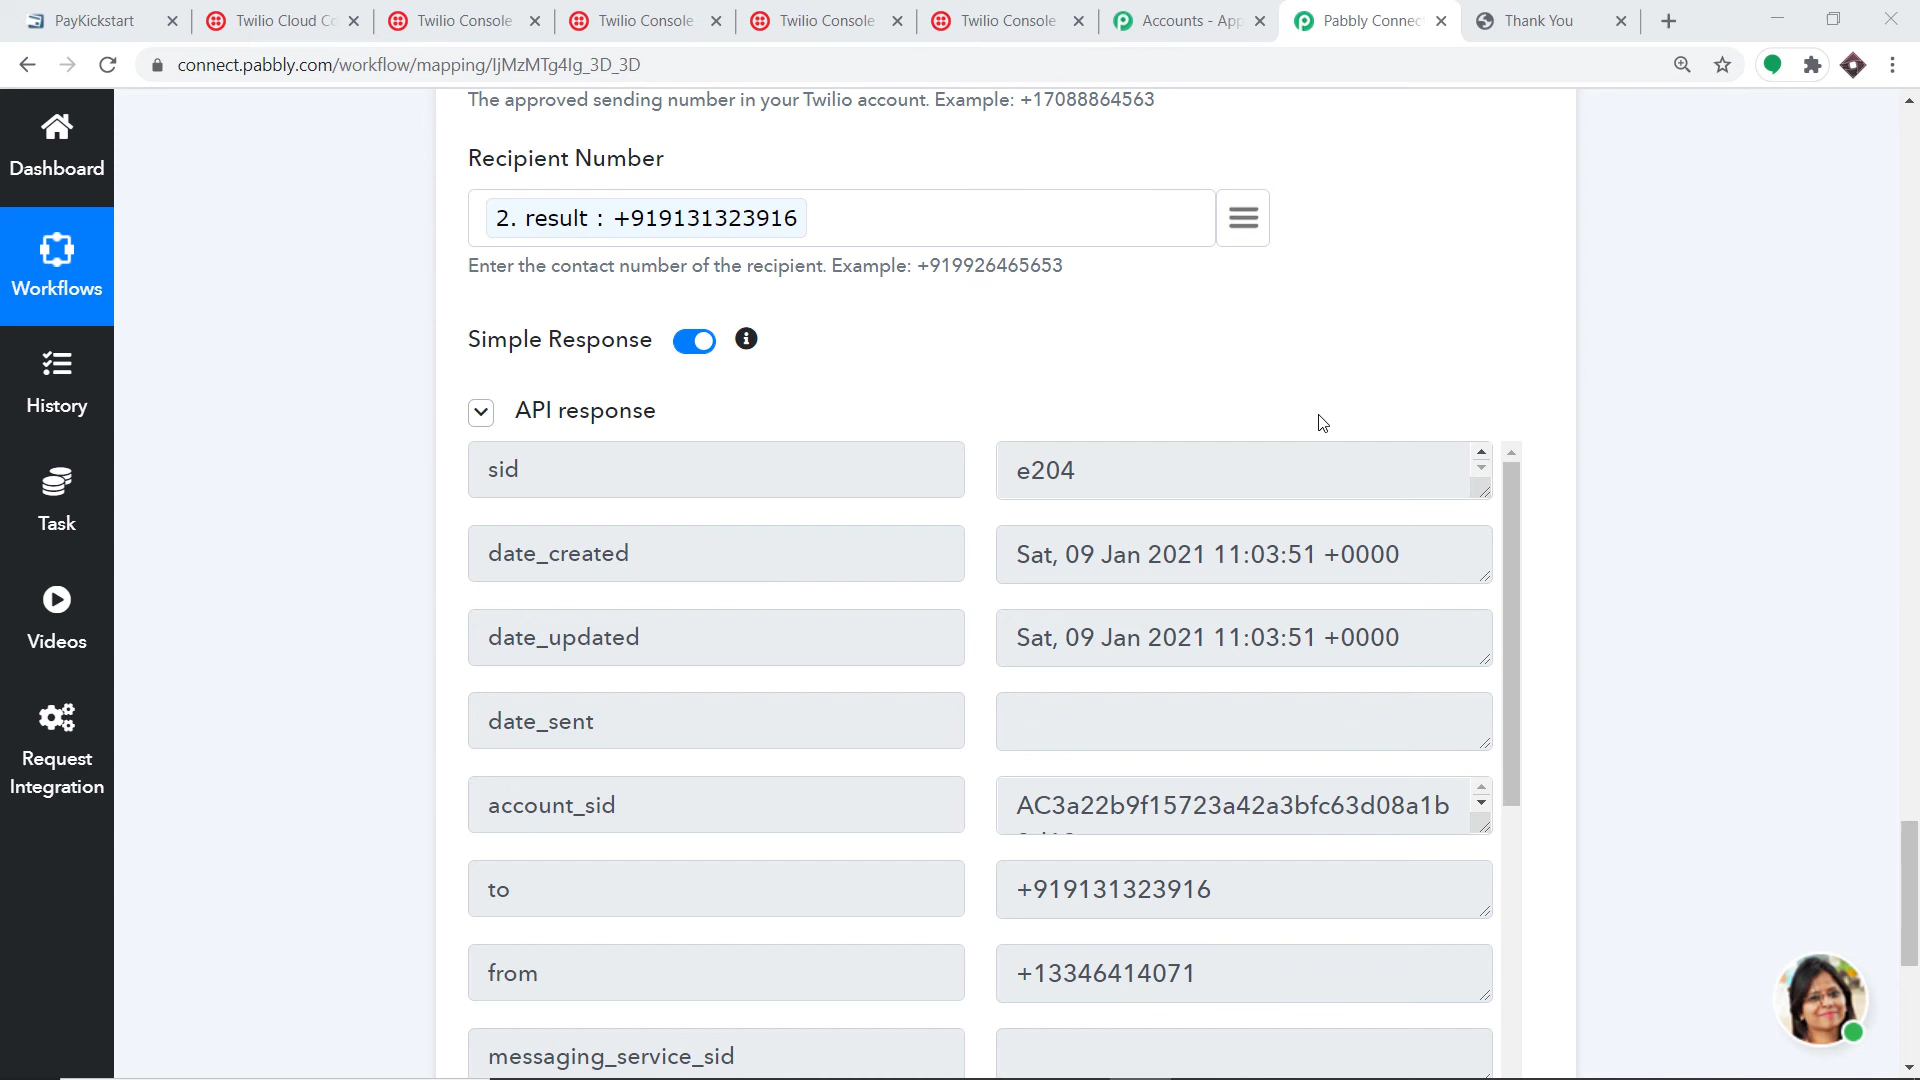 PayKickstart
Twilio Cloud Co
Twilio Console
Twilio Console
Twilio Console
Twilio Console
Accounts - App
Pabbly Connec
Thank You
connect.pabbly.com/workflow/mapping/IjMzMTg4Ig_3D_3D
Dashboard
Workflows
History
Task
Videos
Request
Integration
The approved sending number in your Twilio account. Example: +17088864563
Recipient Number
2. result : +919131323916
Enter the contact number of the recipient. Example: +919926465653
Simple Response
API response
sid
e204
date_created
Sat, 09 Jan 2021 11:03:51 +0000
date_updated
Sat, 09 Jan 2021 11:03:51 +0000
date_sent
account_sid
AC3a22b9f15723a42a3bfc63d08a1b
to
+919131323916
from
+13346414071
messaging_service_sid